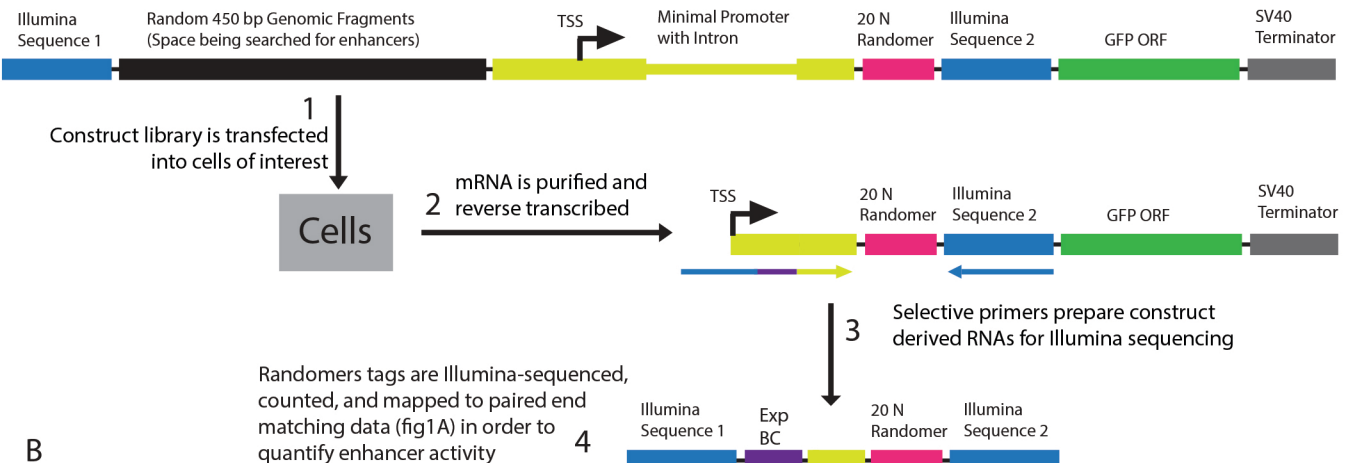 Illumina
Sequence 1
Random 450 bp Genomic Fragments
(Space being searched for enhancers)
TSS
Minimal Promoter
with Intron
20 N
Randomer
Illumina
Sequence 2
GFP ORF
SV40
Terminator
1
Construct library is transfected
into cells of interest
Cells
2
mRNA is purified and
reverse transcribed
TSS
20 N
Randomer
Illumina
Sequence 2
GFP ORF
SV40
Terminator
3
Selective primers prepare construct
derived RNAs for Illumina sequencing
Randomers tags are Illumina-sequenced,
counted, and mapped to paired end
matching data (fig1A) in order to
quantify enhancer activity
4
Illumina
Sequence 1
Exp
BC
20 N
Randomer
Illumina
Sequence 2
B